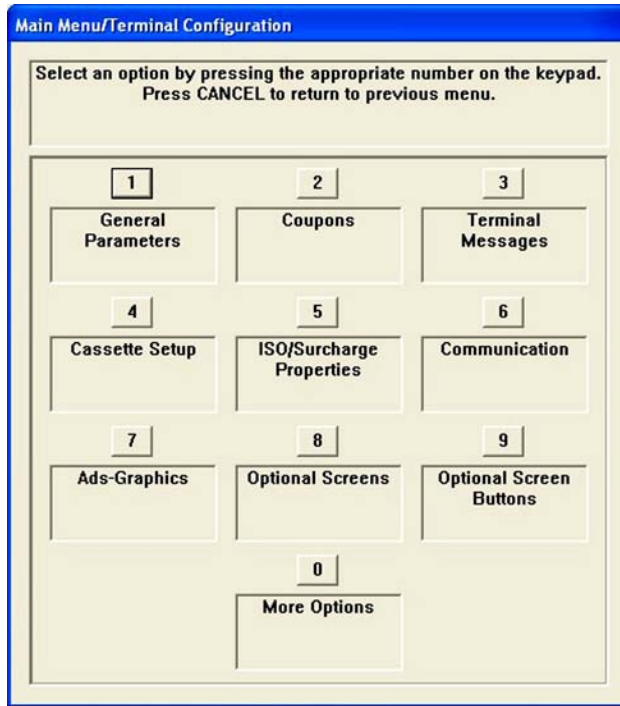 Main Menu/Terminal Configuration
Select an option by pressing the appropriate number on the keypad.
Press CANCEL to return to previous menu.
1
2
3
General
Parameters
Coupons
Terminal
Messages
4
5
6
Cassette Setup
ISO/Surcharge
Properties
Communication
7
8
9
Ads-Graphics
Optional Screens
Optional Screen
Buttons
0
More Options